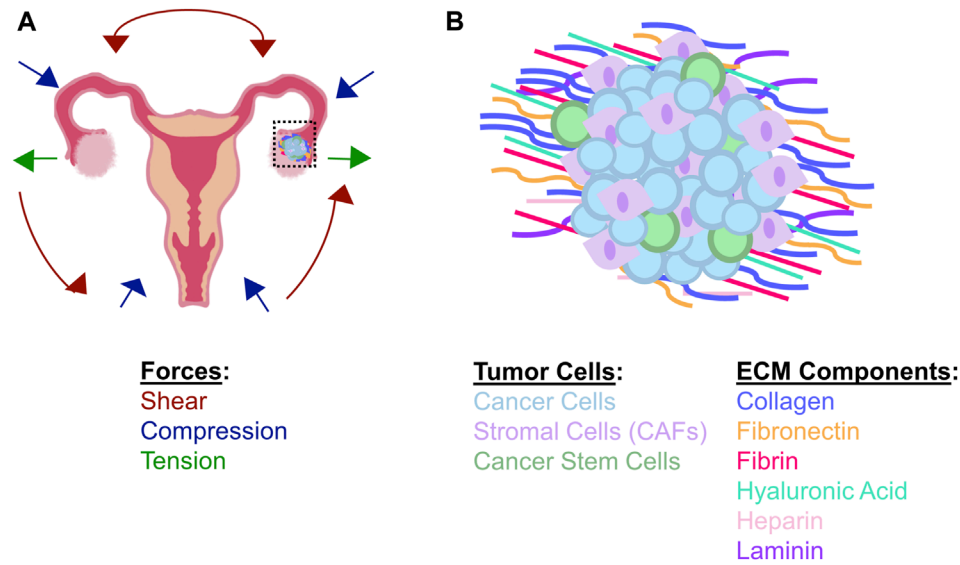 A
B
Forces:
Shear
Compression
Tension
Tumor Cells:
Cancer Cells
Stromal Cells (CAFs)
Cancer Stem Cells
ECM Components:
Collagen
Fibronectin
Fibrin
Hyaluronic Acid
Heparin
Laminin